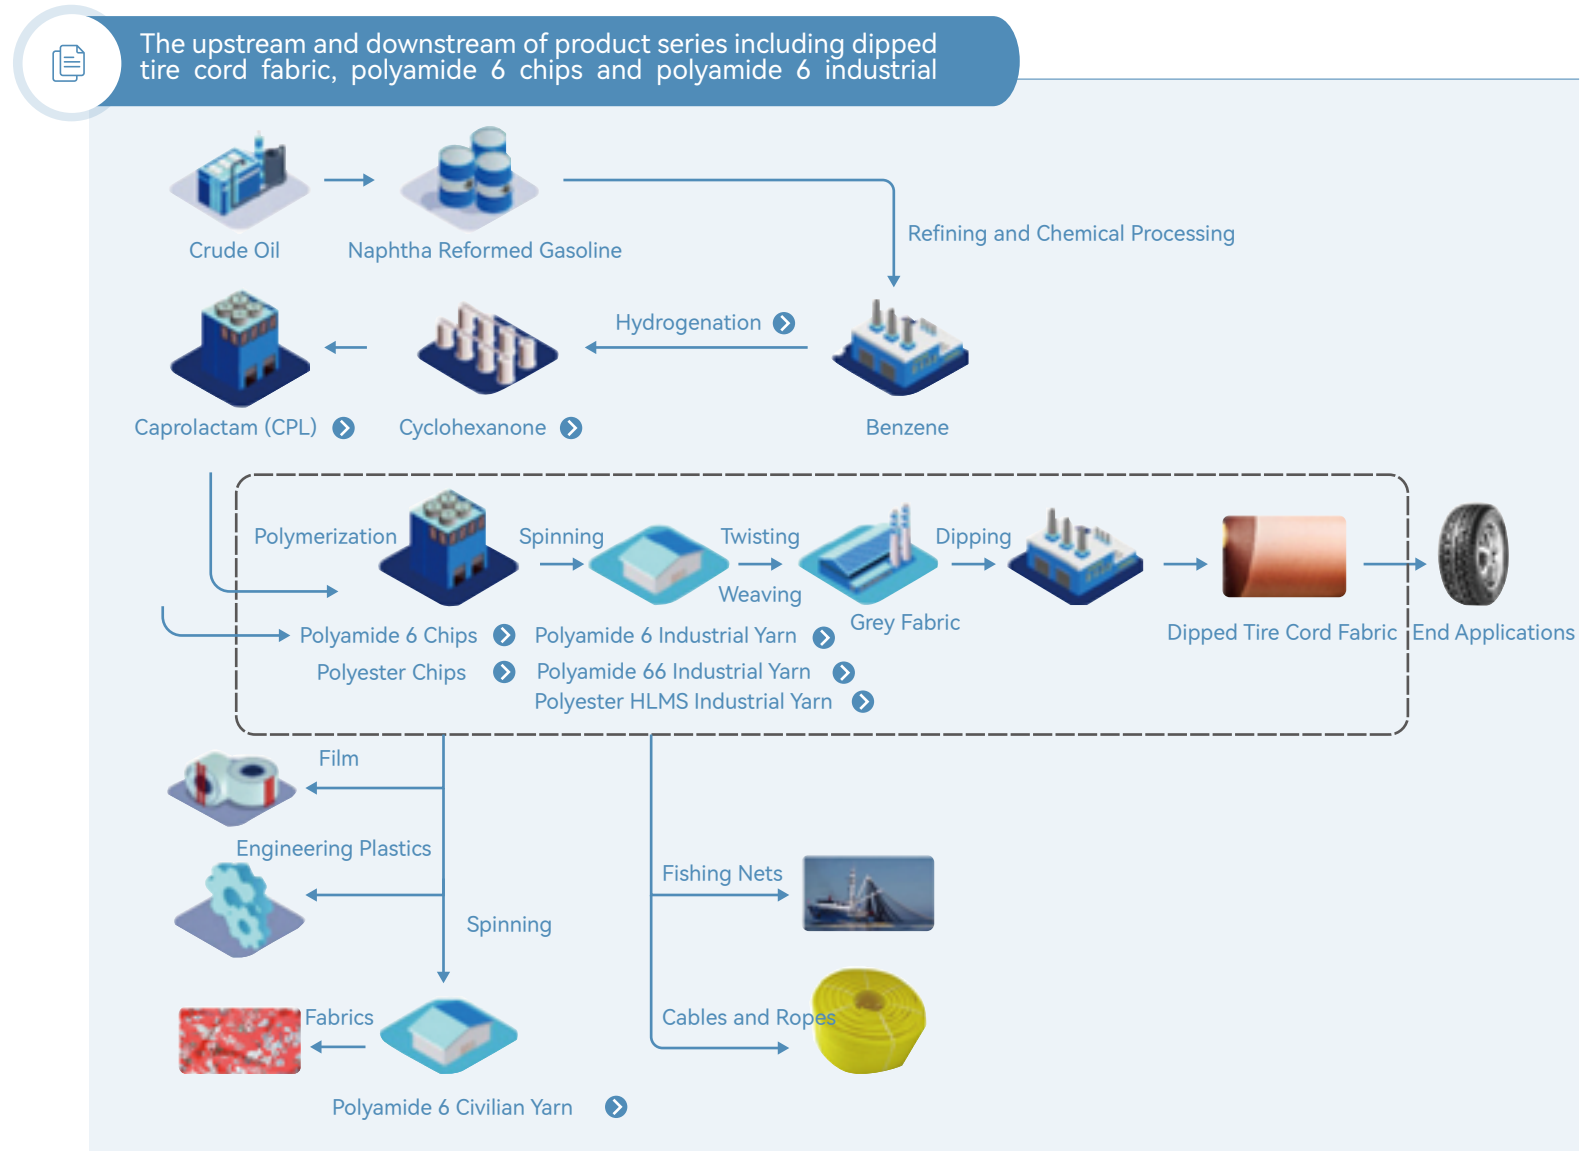 The upstream and downstream of product series including dipped
tire cord fabric, polyamide 6 chips and polyamide 6 industrial
Crude Oil
Naphtha Reformed Gasoline
Refining and Chemical Processing
Hydrogenation
Caprolactam (CPL)
Cyclohexanone
Benzene
Polymerization
Spinning
Twisting
Weaving
Dipping
Grey Fabric
Polyamide 6 Chips
Polyamide 6 Industrial Yarn
Dipped Tire Cord Fabric
End Applications
Polyester Chips
Polyamide 66 Industrial Yarn
Polyester HLMS Industrial Yarn
Film
Engineering Plastics
Fishing Nets
Spinning
Fabrics
Cables and Ropes
Polyamide 6 Civilian Yarn